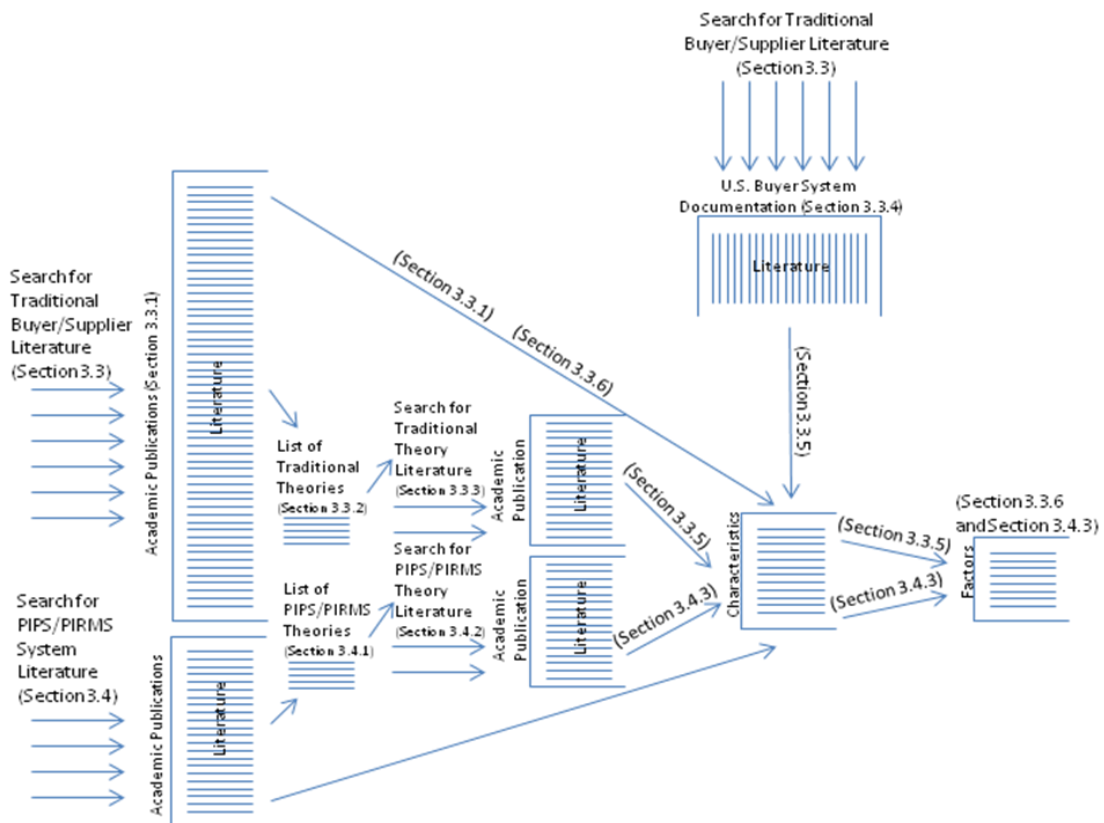 Search for Traditional
Buyer/Supplier Literature
(Section 3.3)
U.S. Buyer System
Documentation (Section 3.3.4)
Literature
(Section 3.3.5)
Search for
Traditional
Buyer/Supplier
Literature
(Section 3.3)
Academic Publications (Section 3.3.1)
Literature
(Section 3.3.1)
(Section 3.3.6)
List of
Traditional
Theories
(Section 3.3.2)
Search for
Traditional
Theory
Literature
(Section 3.3.3)
Academic
Publication
Literature
(Section 3.3.5)
Search for
PIPS/PIRMS
System
Literature
(Section 3.4)
Academic Publications
Literature
List of
PIPS/PIRMS
Theories
(Section 3.4.1)
Search for
PIPS/PIRMS
Theory
Literature
(Section 3.4.2)
Academic
Publication
Literature
(Section 3.4.3)
Characteristics
(Section 3.3.5)
(Section 3.4.3)
(Section 3.3.6
and Section 3.4.3)
Factors